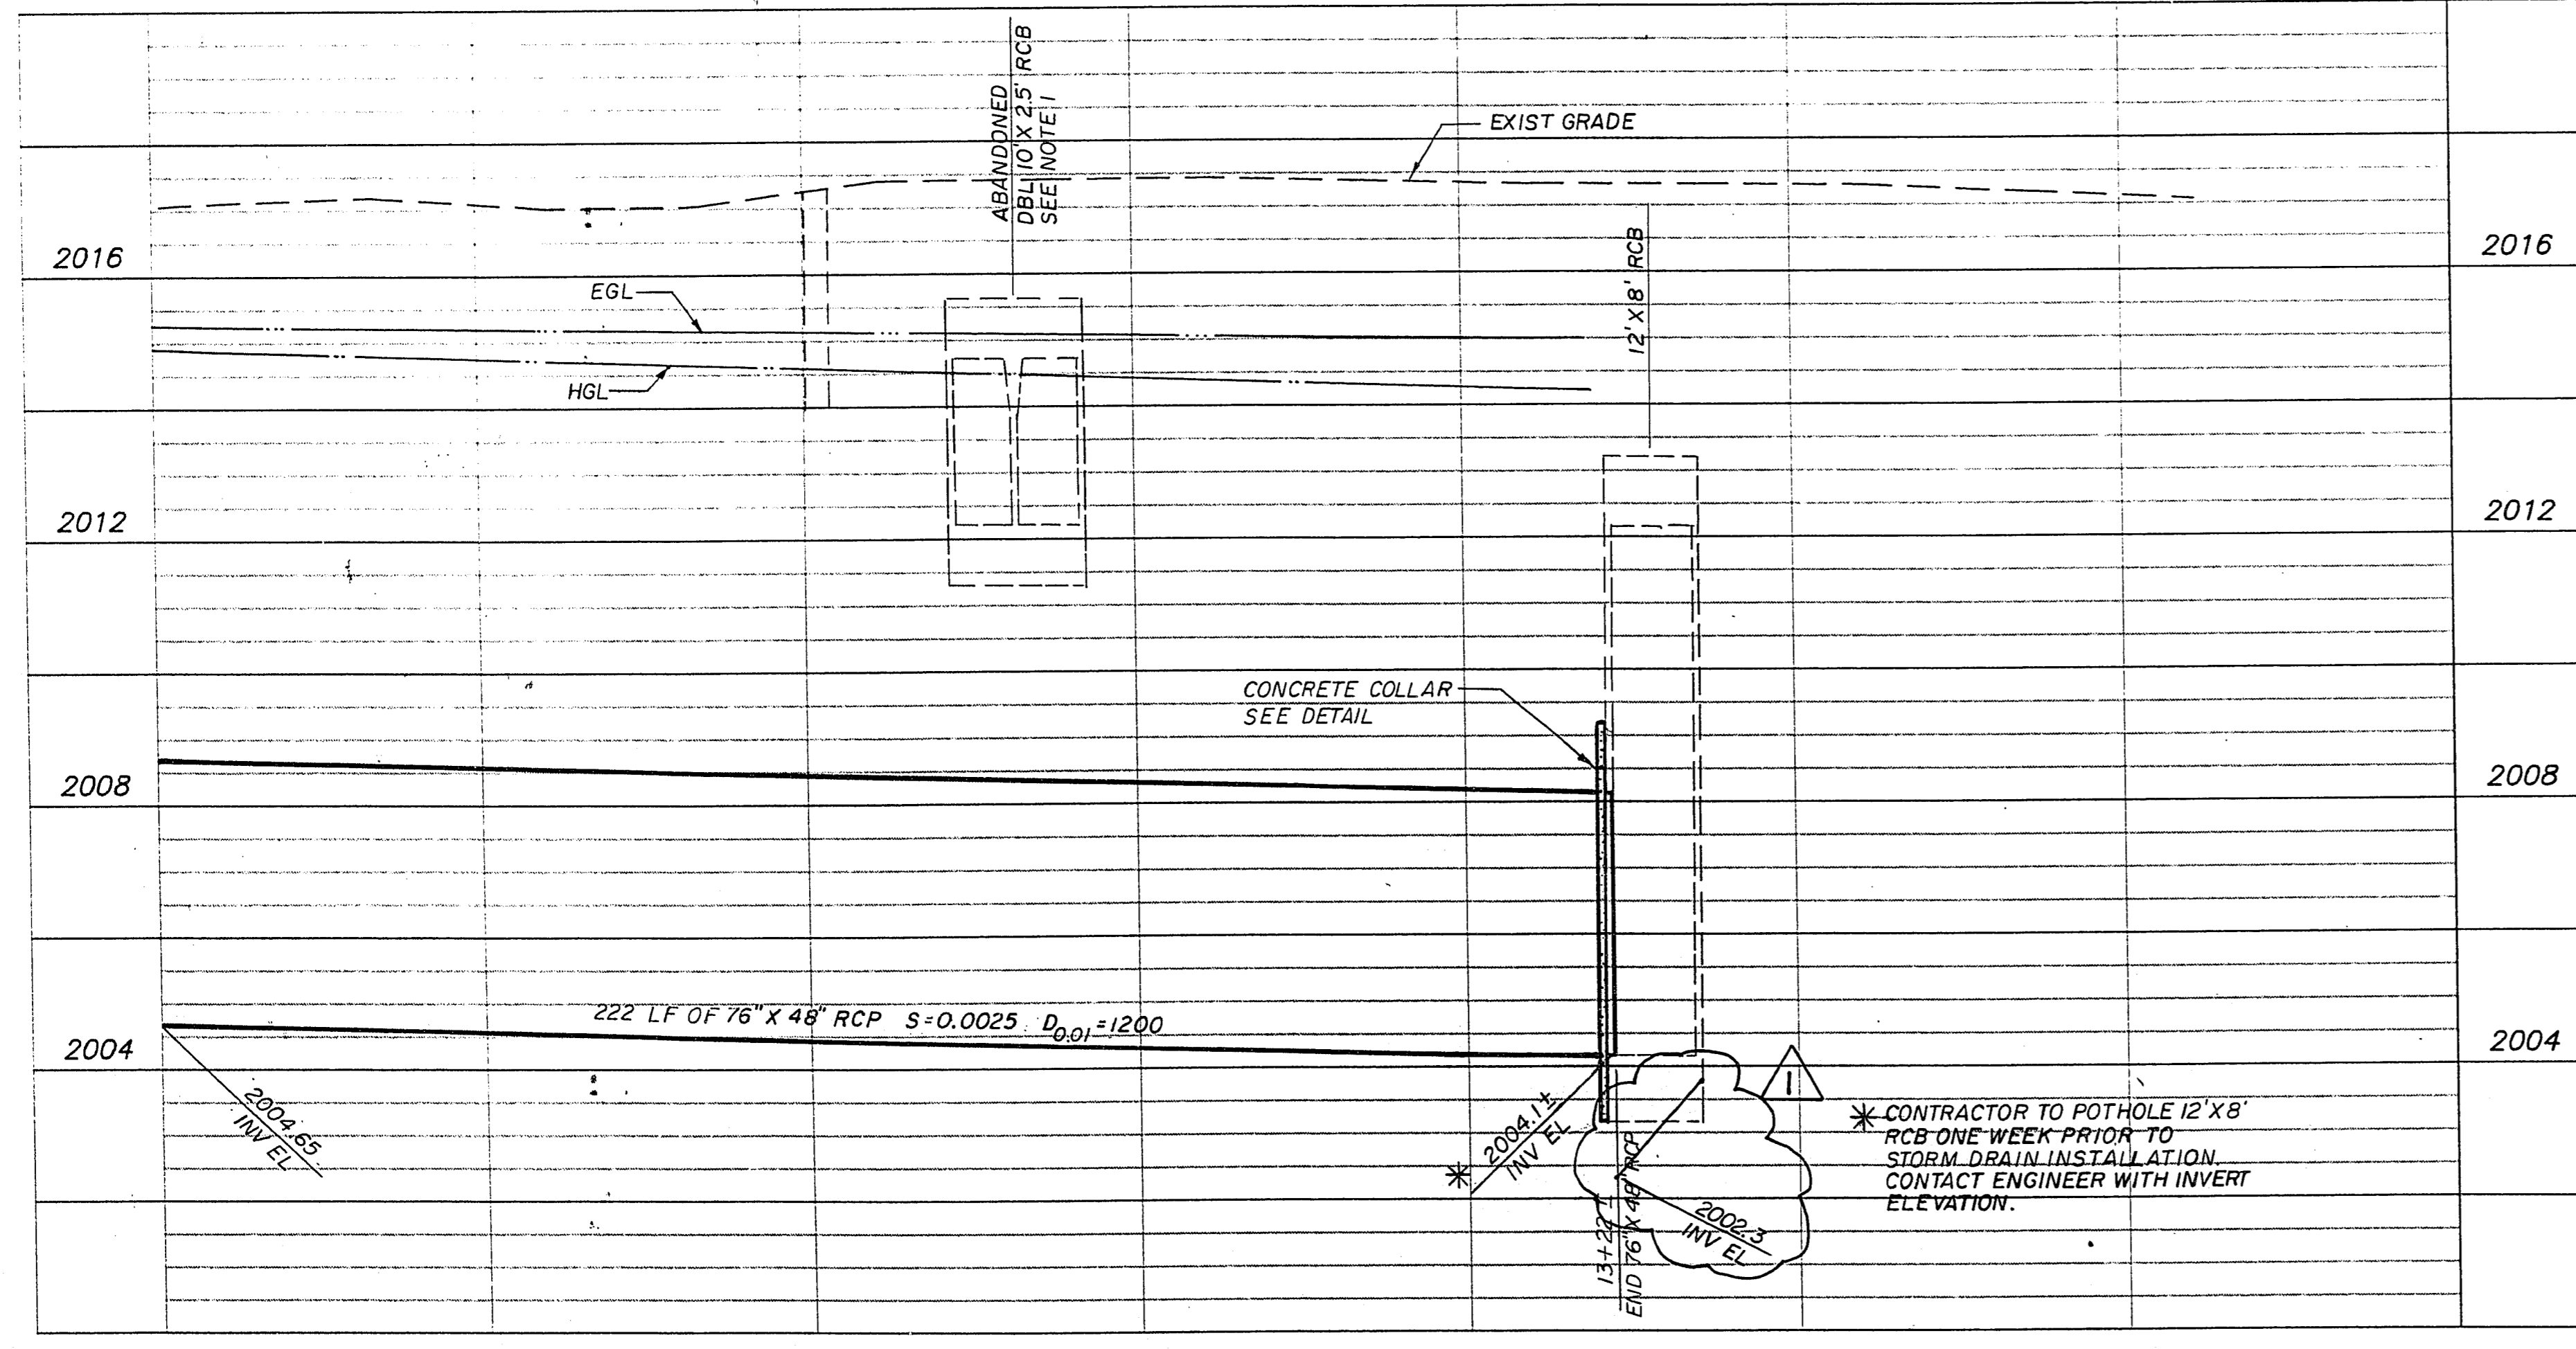 ABANDONED
DBL 10' X 2.5' RCB
SEE NOTE 1
EXIST GRADE
12' X 8' RCB
2016
2016
EGL
HGL
2012
2012
CONCRETE COLLAR
SEE DETAIL
2008
2008
222 LF OF 76" X 48" RCP S=0.0025 D0.01=1200
2004
2004
2004.65
INV EL
* 2004.1±
INV EL
13+22 ±
END 76" X 48" RCP
2002.3
INV EL
1
* CONTRACTOR TO POTHOLE 12'X8'
RCB ONE WEEK PRIOR TO
STORM DRAIN INSTALLATION.
CONTACT ENGINEER WITH INVERT
ELEVATION.